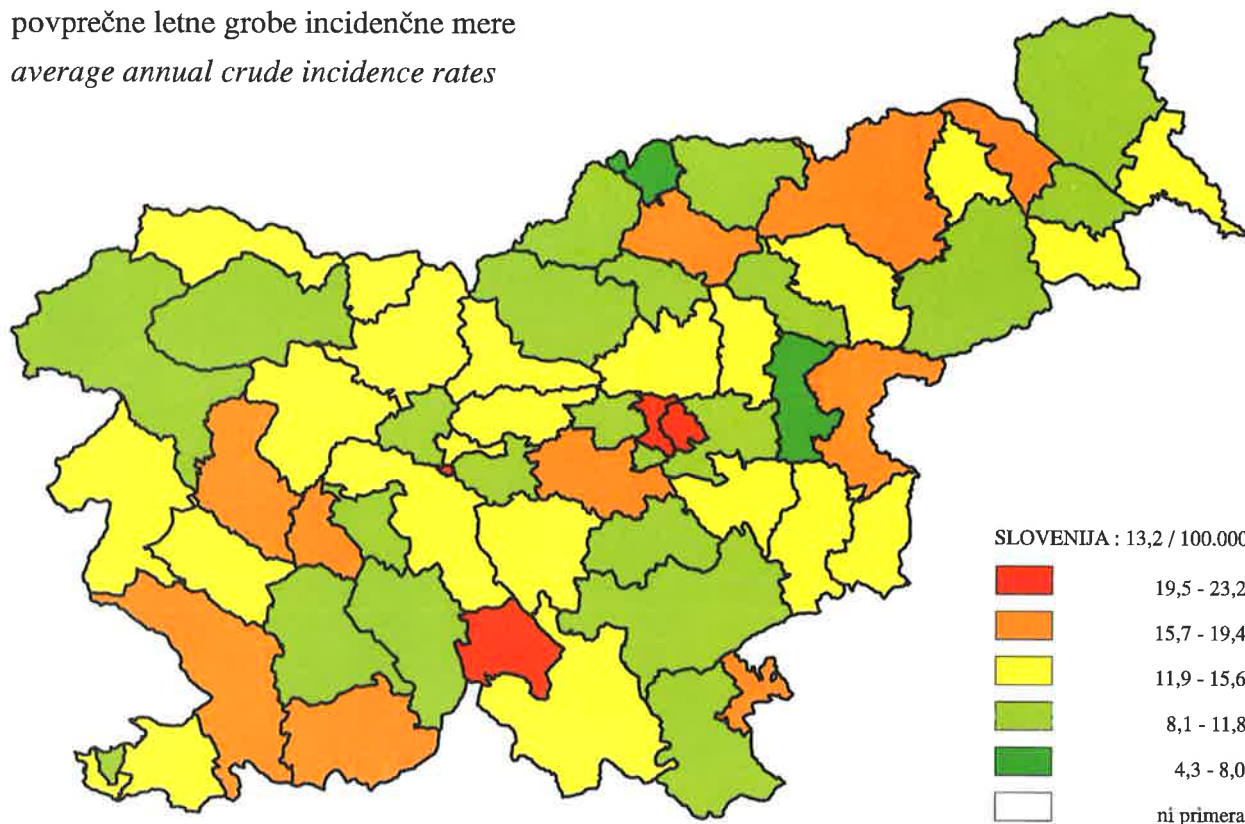 povprečne letne grobe incidenčne mere
average annual crude incidence rates
SLOVENIJA : 13,2 / 100.000
19,5 - 23,2
15,7 - 19,4
11,9 - 15,6
8,1 - 11,8
4,3 - 8,0
ni primera